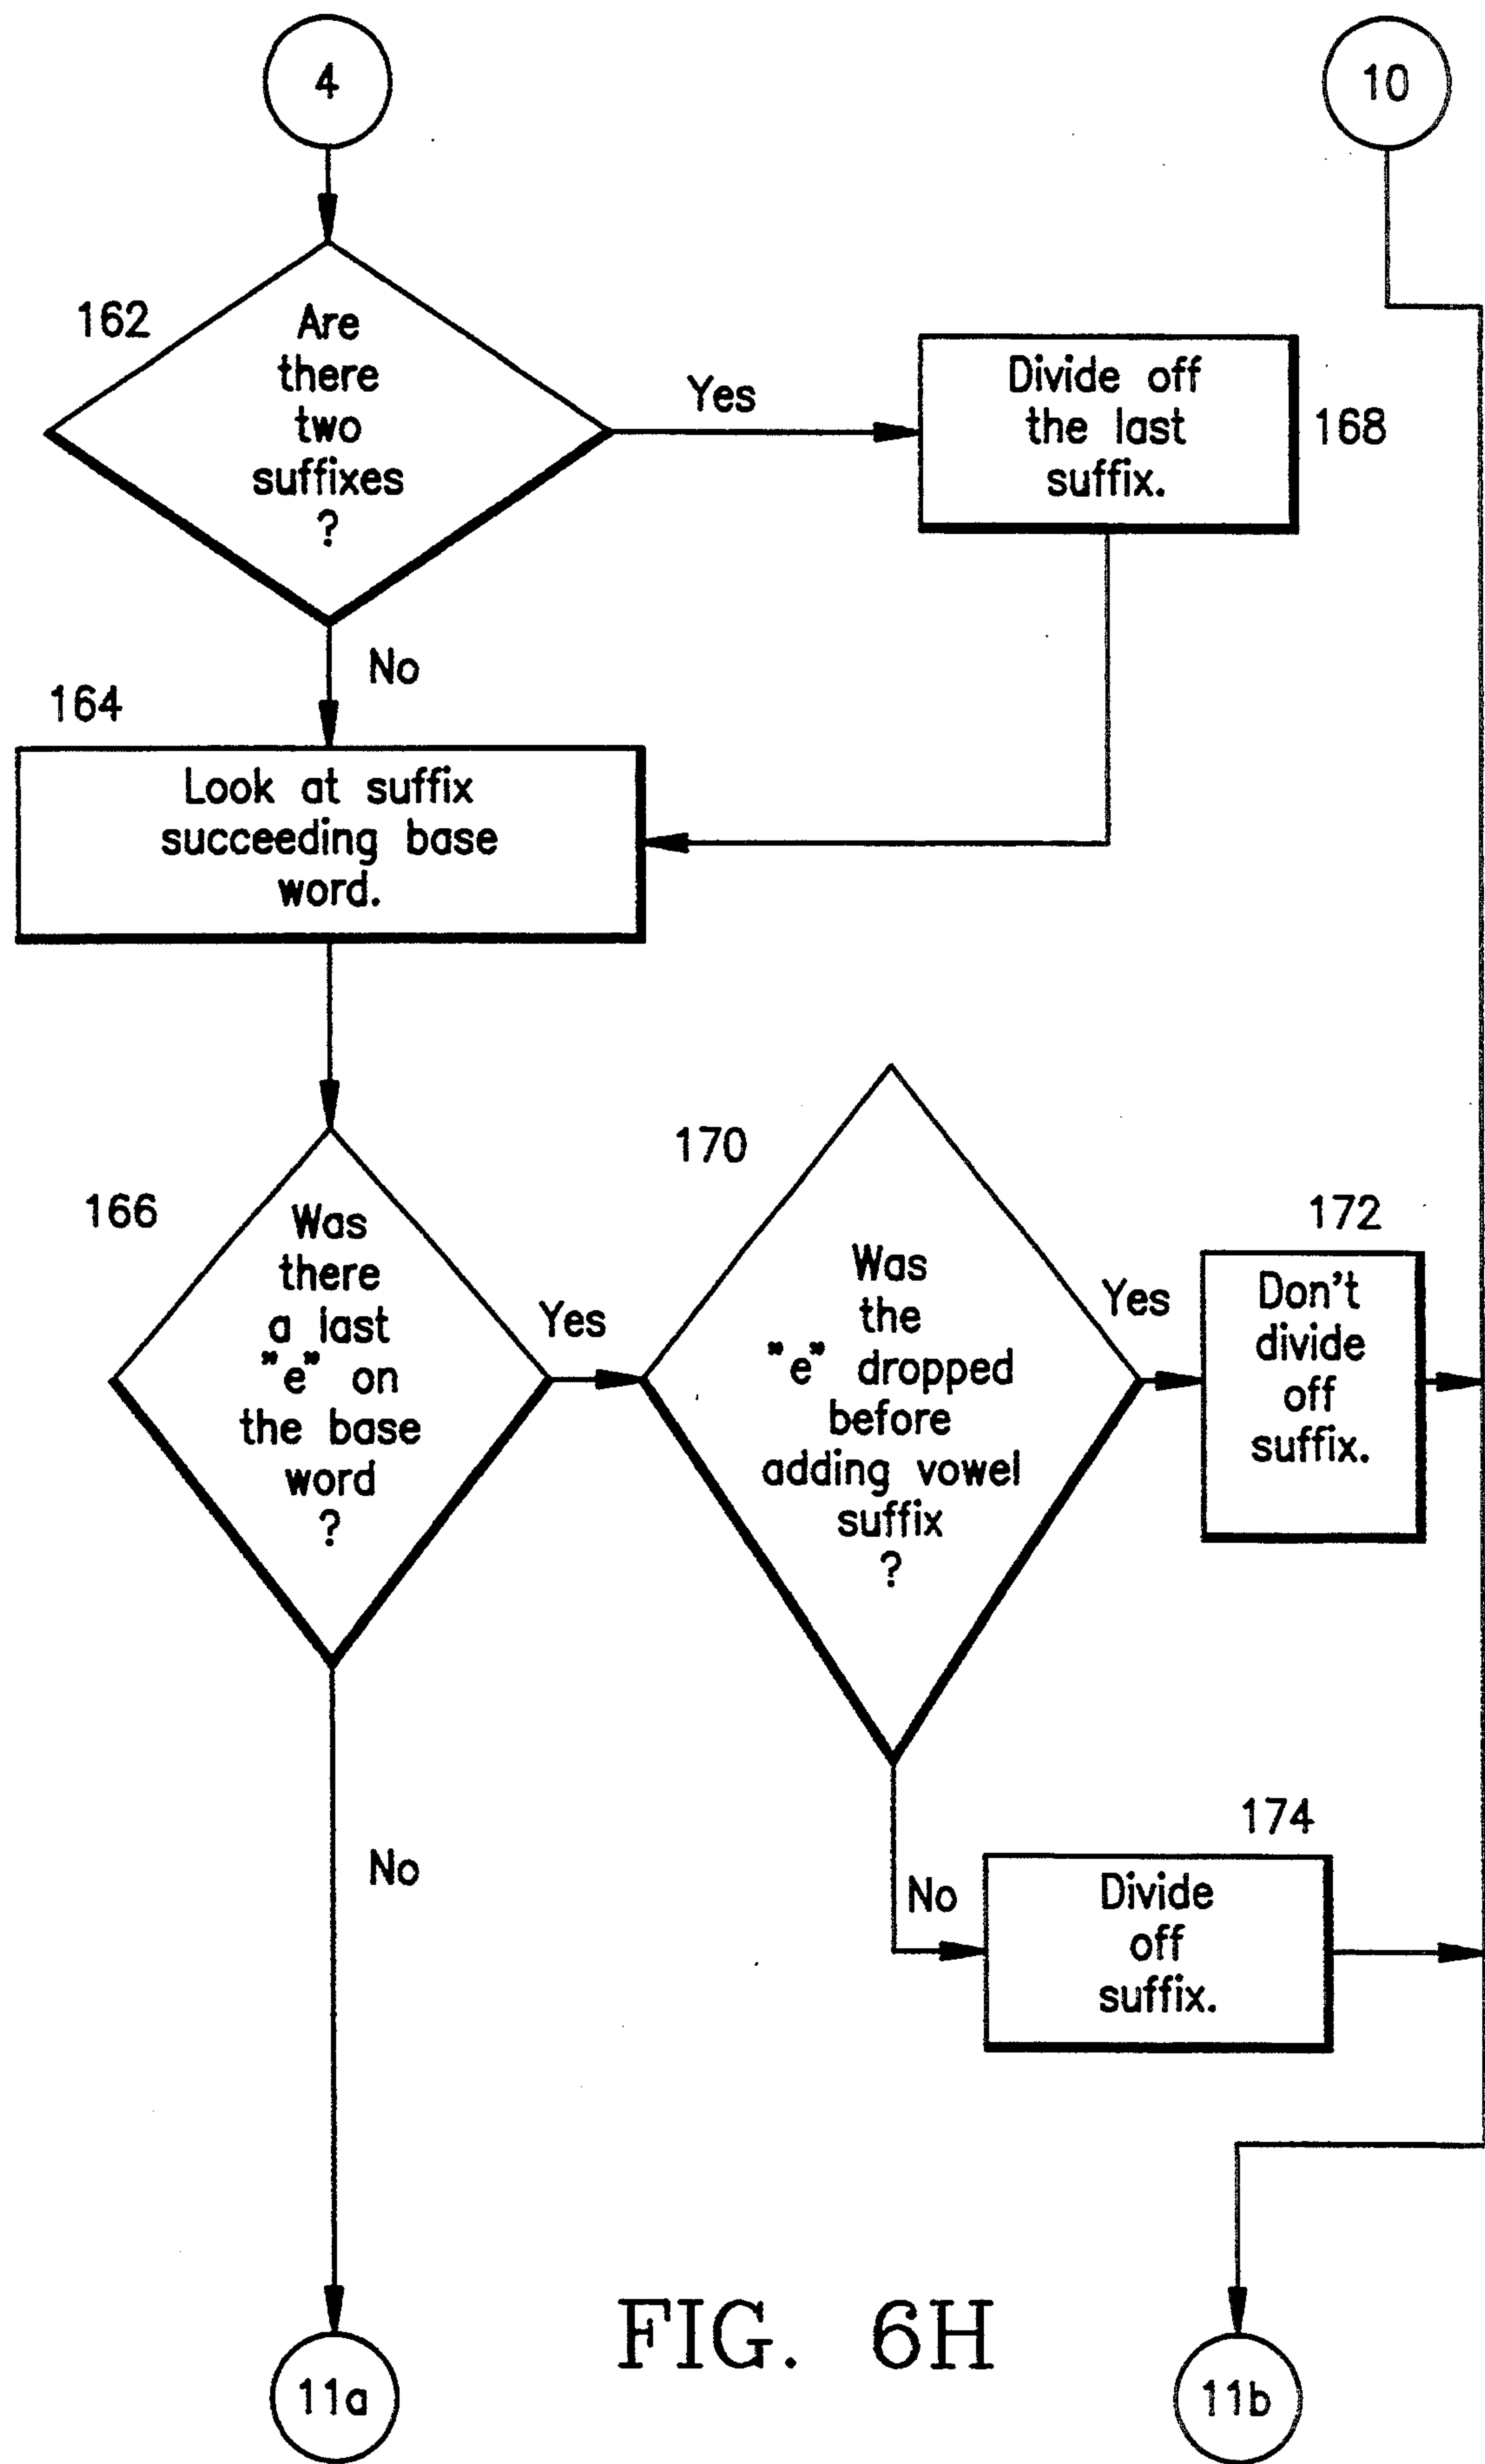 4
10
162
Are
there
two
suffixes
?
Yes
Divide off
the last
suffix.
168
No
164
Look at suffix
succeeding base
word.
166
Was
there
a last
"e" on
the base
word
?
Yes
170
Was
the
"e" dropped
before
adding vowel
suffix
?
Yes
172
Don't
divide
off
suffix.
No
No
174
Divide
off
suffix.
11a
FIG. 6H
11b